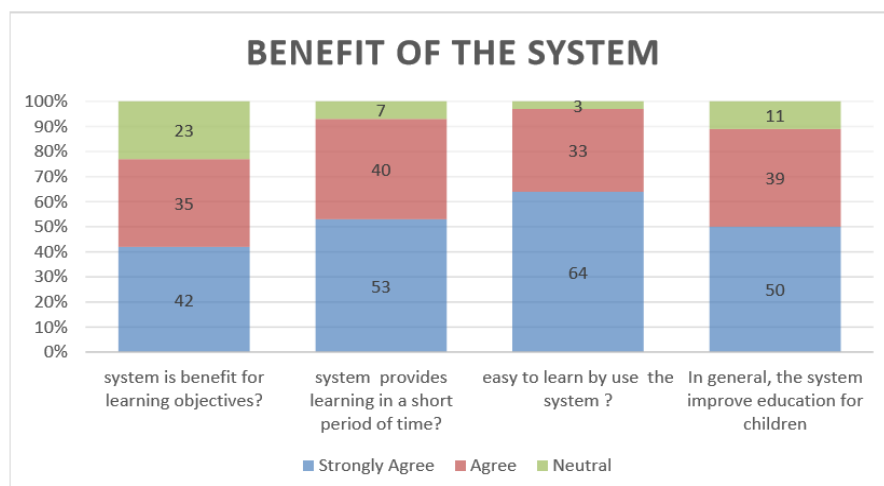 BENEFIT OF THE SYSTEM
100%
90%
80%
70%
60%
50%
40%
30%
20%
10%
0%
23
7
3
11
35
40
33
39
42
53
64
50
system is benefit for
learning objectives?
system provides
learning in a short
period of time?
easy to learn by use the
system ?
In general, the system
improve education for
children
Strongly Agree
Agree
Neutral